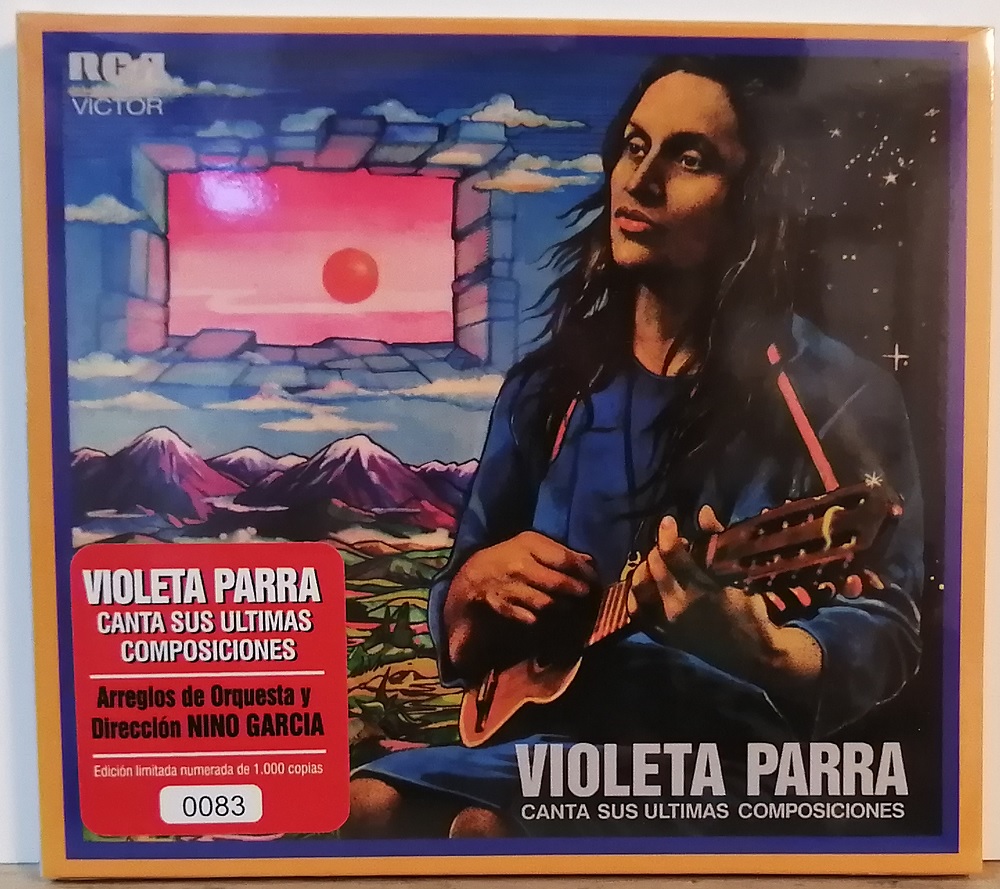 RCA
VICTOR
VIOLETA PARRA
CANTA SUS ULTIMAS
COMPOSICIONES
Arreglos de Orquesta y
Dirección NINO GARCIA
Edición limitada numerada de 1.000 copias
0083
VIOLETA PARRA
CANTA SUS ULTIMAS COMPOSICIONES